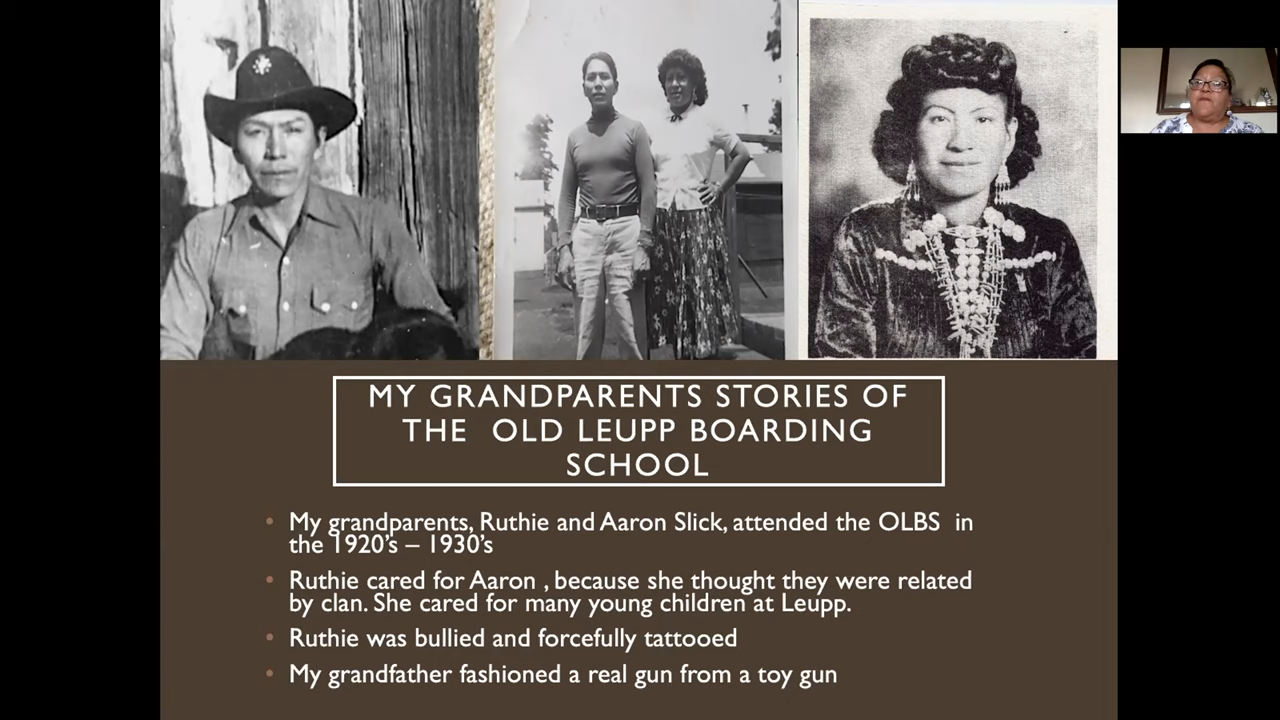 MY GRANDPARENTS STORIES OF
THE OLD LEUPP BOARDING
SCHOOL
• My grandparents, Ruthie and Aaron Slick, attended the OLBS in
the 1920's – 1930's
• Ruthie cared for Aaron , because she thought they were related
by clan. She cared for many young children at Leupp.
• Ruthie was bullied and forcefully tattooed
• My grandfather fashioned a real gun from a toy gun